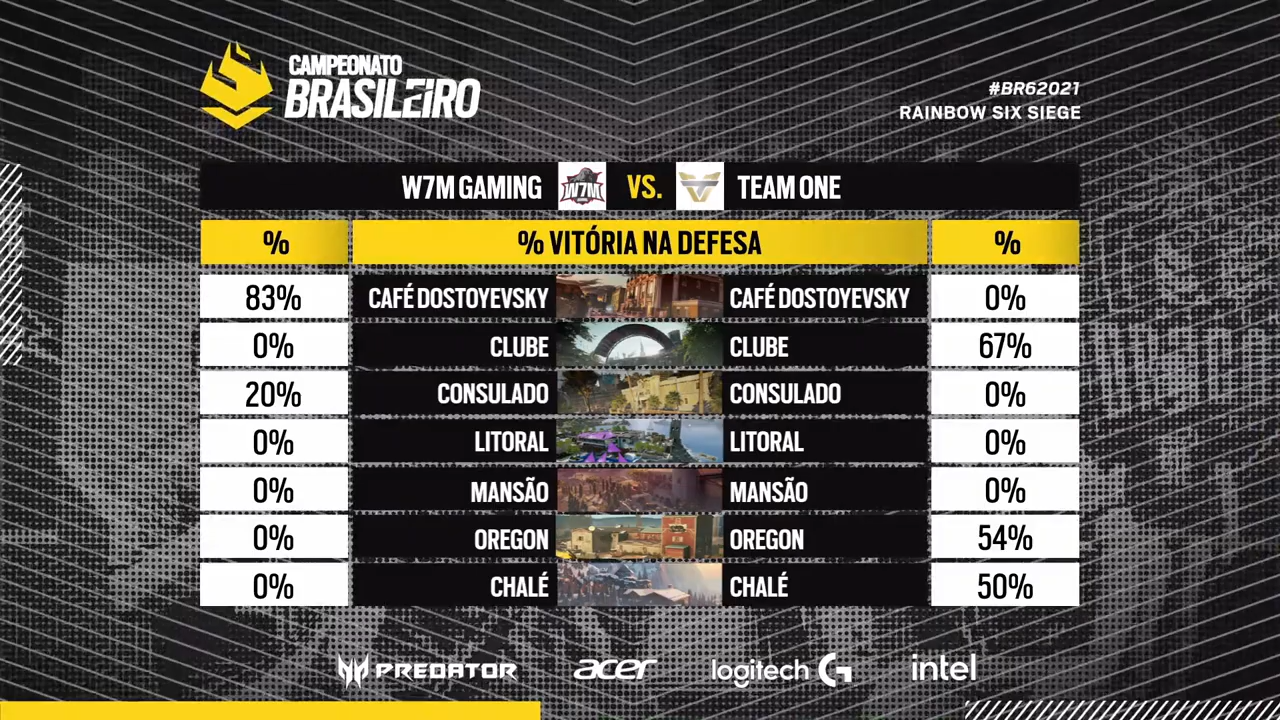 CAMPEONATO
BRASILEIRO
#BR62021
RAINBOW SIX SIEGE
W7M GAMING W7M VS. TEAM ONE
% % VITÓRIA NA DEFESA %
83% CAFÉ DOSTOYEVSKY CAFÉ DOSTOYEVSKY 0%
0% CLUBE CLUBE 67%
20% CONSULADO CONSULADO 0%
0% LITORAL LITORAL 0%
0% MANSÃO MANSÃO 0%
0% OREGON OREGON 54%
0% CHALÉ CHALÉ 50%
PREDATOR acer logitech G intel